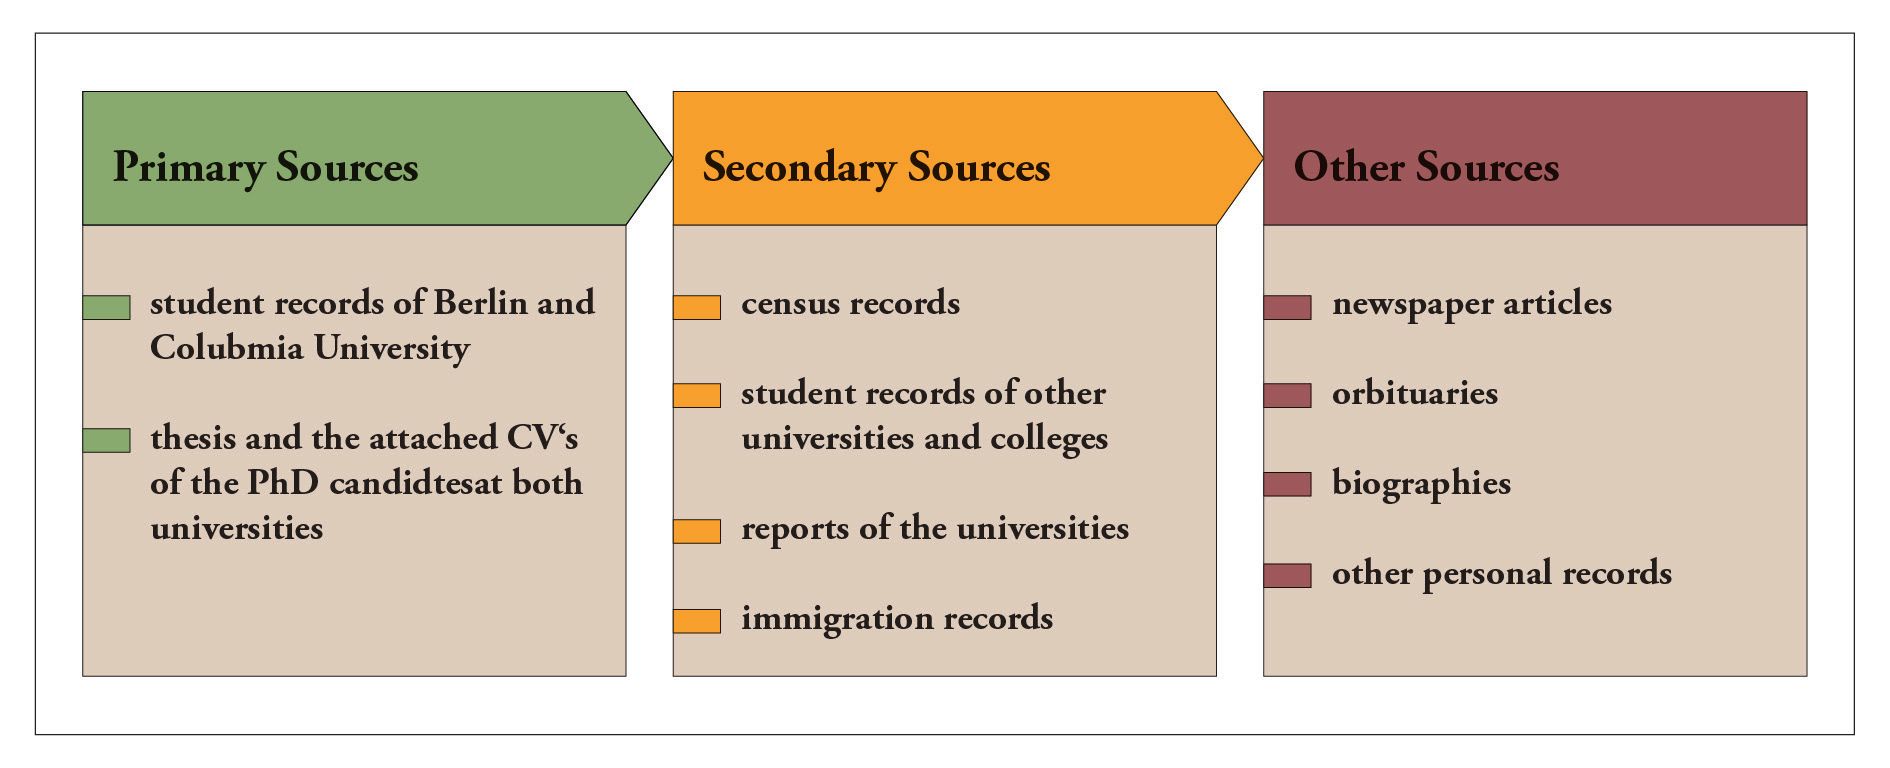 Primary Sources
student records of Berlin and
Colubmia University
thesis and the attached CV‘s
of the PhD candidtesat both
universities
Secondary Sources
census records
student records of other
universities and colleges
reports of the universities
immigration records
Other Sources
newspaper articles
orbituaries
biographies
other personal records